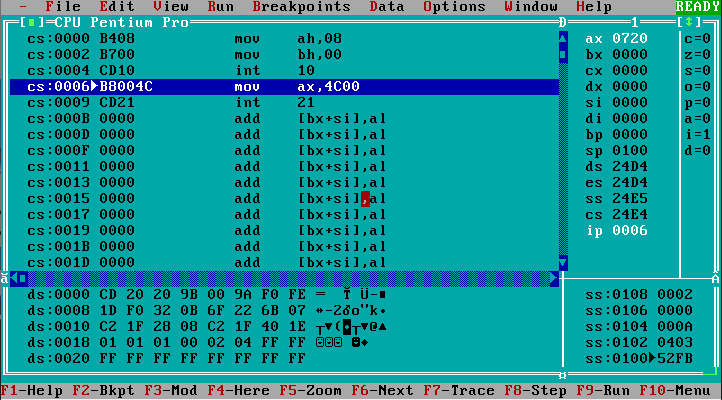 - File Edit View Run Breakpoints Data Options Window Help READY
[■]=CPU Pentium Pro D 1 [↕]
cs:0000 B408 mov ah,08 ax 0720 c=0
cs:0002 B700 mov bh,00 bx 0000 z=0
cs:0004 CD10 int 10 cx 0000 s=0
cs:0006►B8004C mov ax,4C00 dx 0000 o=0
cs:0009 CD21 int 21 si 0000 p=0
cs:000B 0000 add [bx+si],al di 0000 a=0
cs:000D 0000 add [bx+si],al bp 0000 i=1
cs:000F 0000 add [bx+si],al sp 0100 d=0
cs:0011 0000 add [bx+si],al ds 24D4
cs:0013 0000 add [bx+si],al es 24D4
cs:0015 0000 add [bx+si],al ss 24E5
cs:0017 0000 add [bx+si],al cs 24E4
cs:0019 0000 add [bx+si],al ip 0006
cs:001B 0000 add [bx+si],al
cs:001D 0000 add [bx+si],al
ds:0000 CD 20 20 9B 00 9A F0 FE ss:0108 0002
ds:0008 1D F0 32 0B 6F 22 6B 07 ↔-2♂o"k• ss:0106 0000
ds:0010 C2 1F 28 08 C2 1F 40 1E ┬▼(◘┬▼@▲ ss:0104 000A
ds:0018 01 01 01 00 02 04 FF FF ☺☺☺ ☻♦ ss:0102 0403
ds:0020 FF FF FF FF FF FF FF FF ss:0100►52FB
F1-Help F2-Bkpt F3-Mod F4-Here F5-Zoom F6-Next F7-Trace F8-Step F9-Run F10-Menu